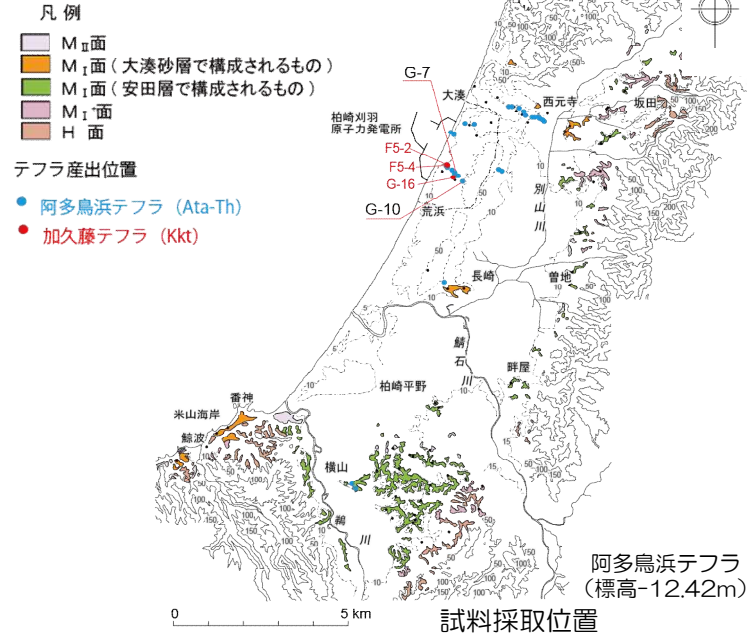 凡 例
MⅡ面
MⅠ面（大湊砂層で構成されるもの）
MⅠ面（安田層で構成されるもの）
MⅠ⁺面
H 面
テフラ産出位置
阿多鳥浜テフラ（Ata-Th）
加久藤テフラ（Kkt）
G-7
大湊
西元寺
坂田
柏崎刈羽
原子力発電所
F5-2
F5-4
G-16
G-10
荒浜
別山川
長崎
曽地
鯖石川
柏崎平野
畔屋
番神
米山海岸
鯨波
横山
鵜川
阿多鳥浜テフラ
（標高-12.42m）
0 5 km
試料採取位置